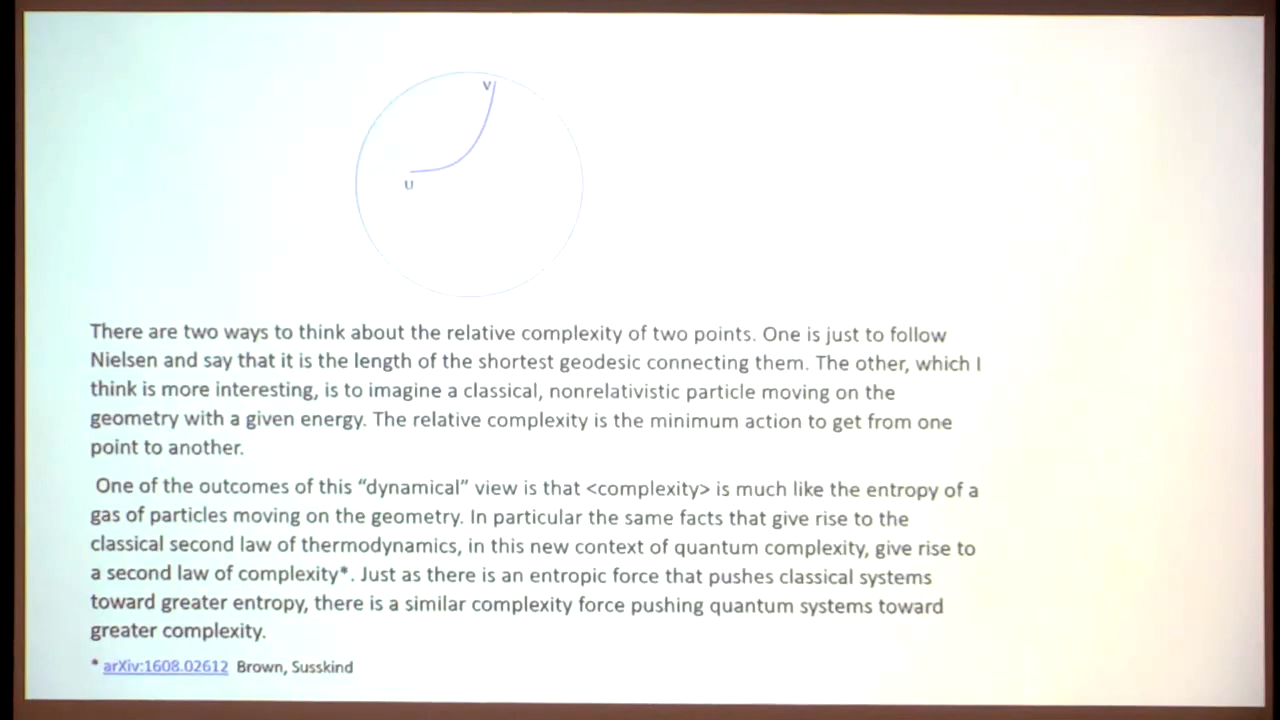 V
U
There are two ways to think about the relative complexity of two points. One is just to follow
Nielsen and say that it is the length of the shortest geodesic connecting them. The other, which I
think is more interesting, is to imagine a classical, nonrelativistic particle moving on the
geometry with a given energy. The relative complexity is the minimum action to get from one
point to another.
One of the outcomes of this “dynamical” view is that <complexity> is much like the entropy of a
gas of particles moving on the geometry. In particular the same facts that give rise to the
classical second law of thermodynamics, in this new context of quantum complexity, give rise to
a second law of complexity*. Just as there is an entropic force that pushes classical systems
toward greater entropy, there is a similar complexity force pushing quantum systems toward
greater complexity.
* arXiv:1608.02612 Brown, Susskind